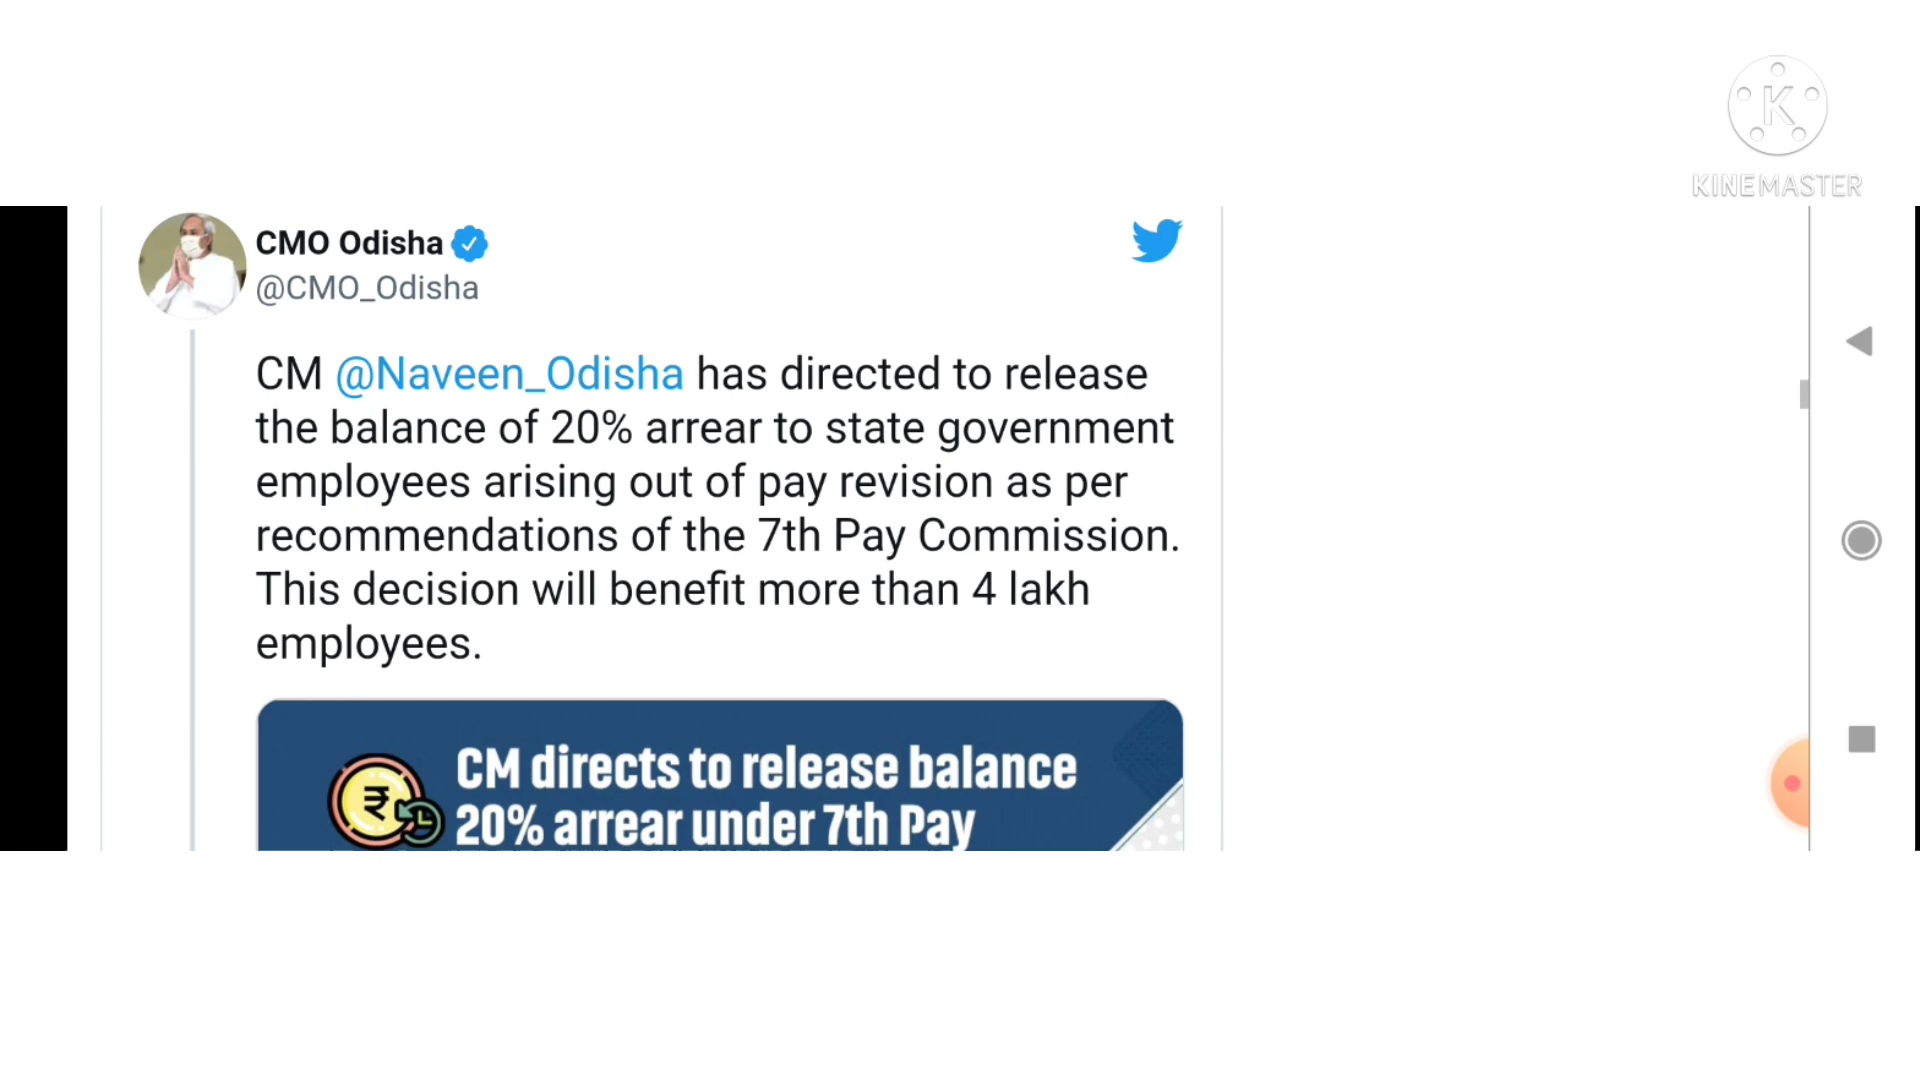 KINEMASTER
CMO Odisha
@CMO_Odisha
CM @Naveen_Odisha has directed to release
the balance of 20% arrear to state government
employees arising out of pay revision as per
recommendations of the 7th Pay Commission.
This decision will benefit more than 4 lakh
employees.
CM directs to release balance
20% arrear under 7th Pay